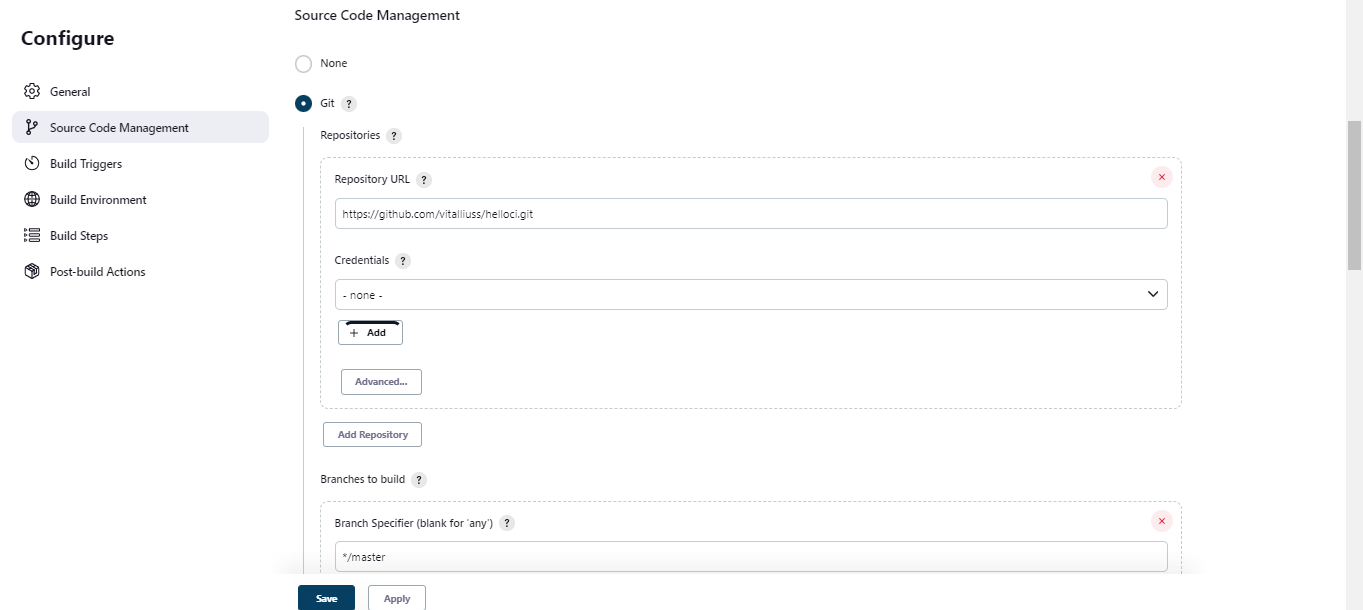 Configure
General
Source Code Management
Build Triggers
Build Environment
Build Steps
Post-build Actions
Source Code Management
None
Git ?
Repositories ?
Repository URL ?
https://github.com/vitalliuss/helloci.git
Credentials ?
- none -
+ Add
Advanced...
Add Repository
Branches to build ?
Branch Specifier (blank for 'any') ?
*/master
Save Apply